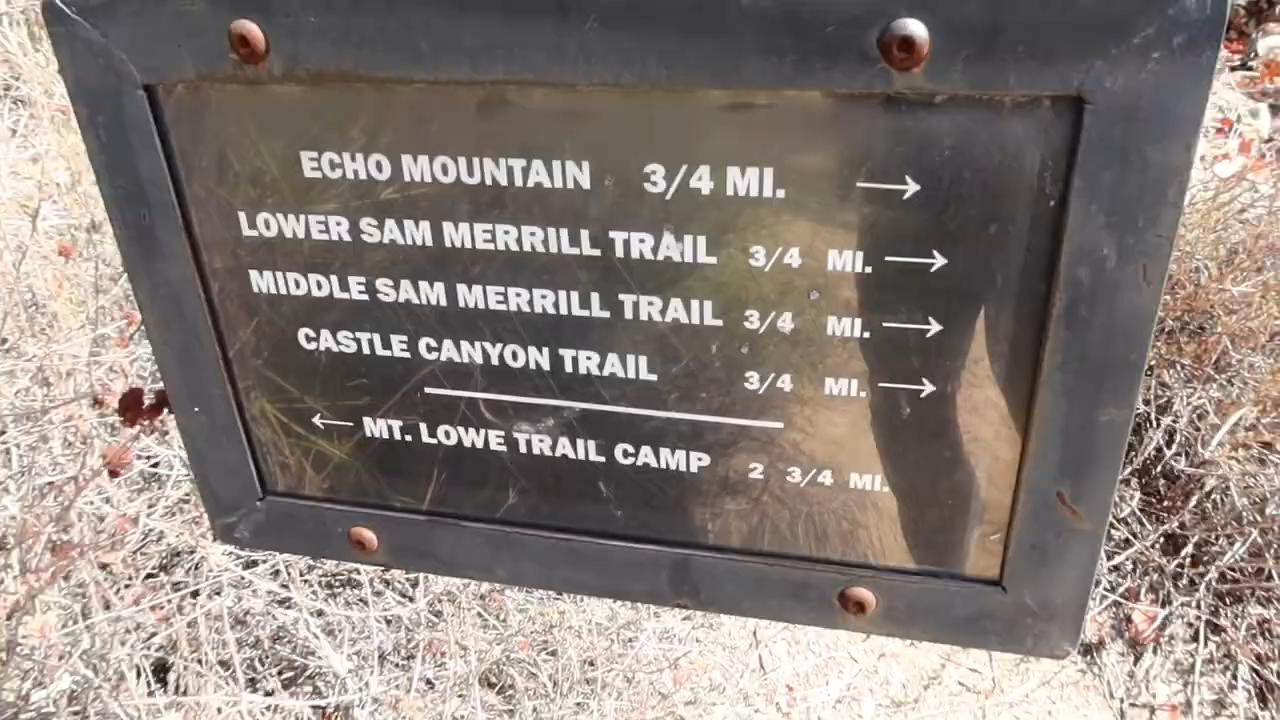 ECHO MOUNTAIN 3/4 MI. →
LOWER SAM MERRILL TRAIL 3/4 MI. →
MIDDLE SAM MERRILL TRAIL 3/4 MI. →
CASTLE CANYON TRAIL 3/4 MI. →
← MT. LOWE TRAIL CAMP 2 3/4 MI.